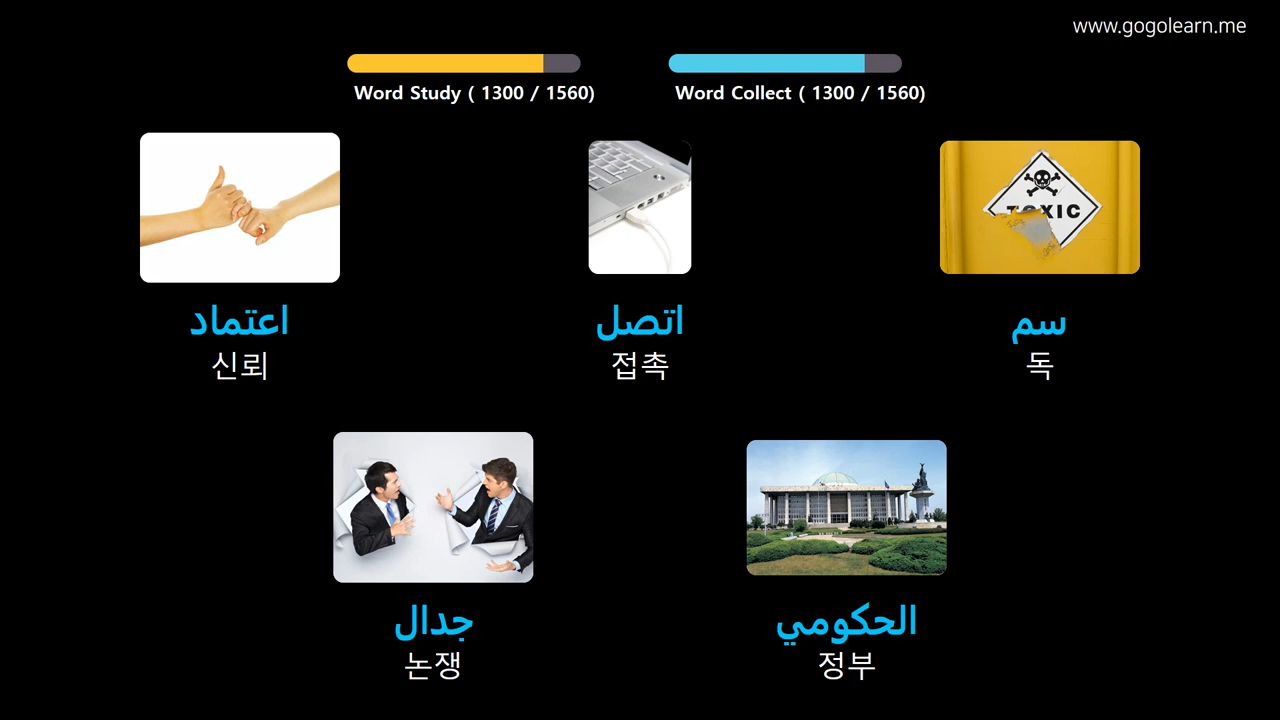 www.gogolearn.me
Word Study ( 1300 / 1560)
Word Collect ( 1300 / 1560)
TOXIC
اعتماد
신뢰
اتصل
접촉
سم
독
جدال
논쟁
الحكومي
정부